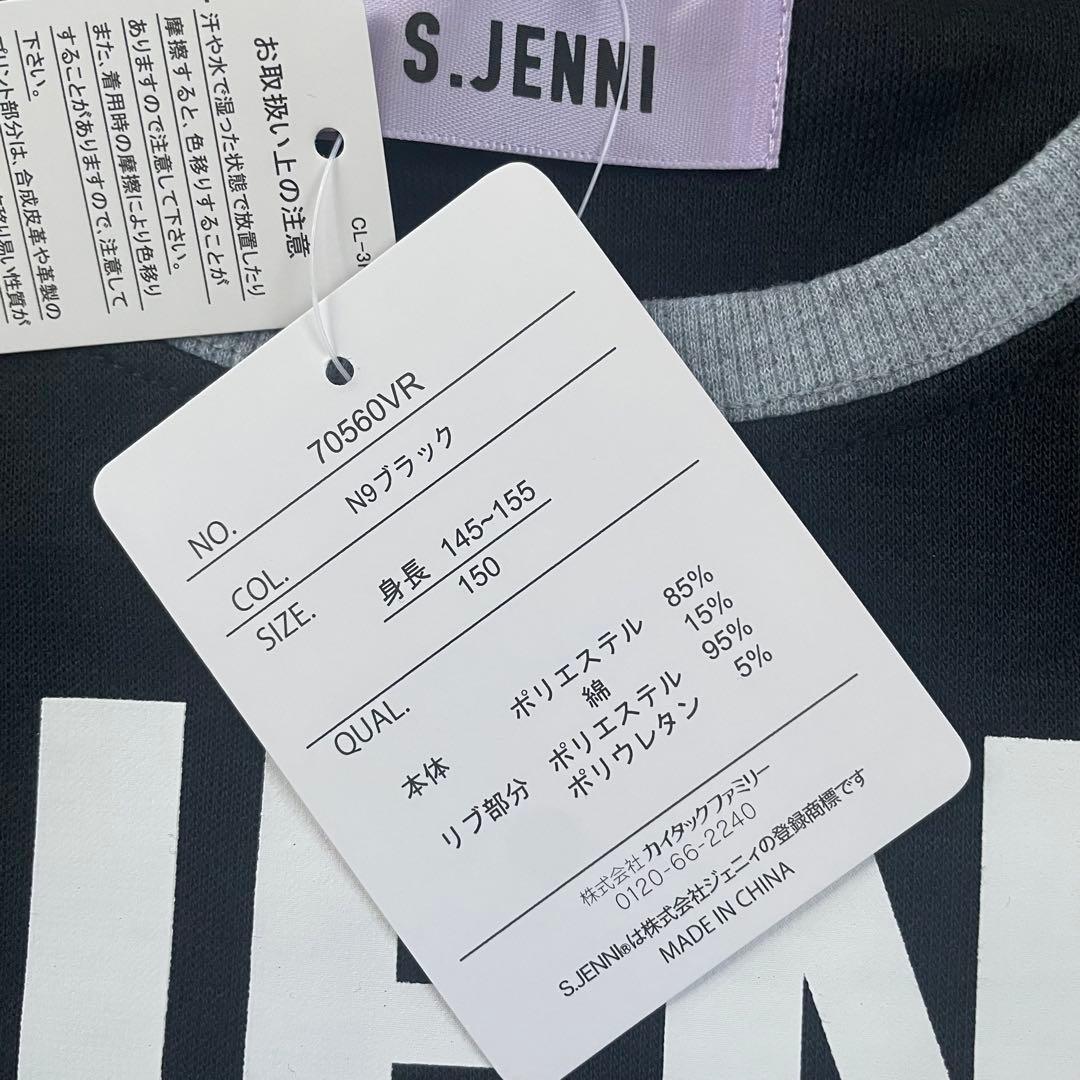 S.JENNI
CL-3
お取扱い上の注意
汗や水で湿った状態で放置したり
摩擦すると、色移りすることが
ありますので注意して下さい。
また、着用時の摩擦により色移り
することがありますので、注意して
下さい。
プリント部分は、合成皮革や革製の
移り易い性質が
NO. 70560VR
COL. N9ブラック
SIZE. 身長 145~155
150
QUAL.
本体 ポリエステル 85%
綿 15%
リブ部分 ポリエステル 95%
ポリウレタン 5%
株式会社 カイタックファミリー
0120-66-2240
S.JENNI®は株式会社ジェニィの登録商標です
MADE IN CHINA